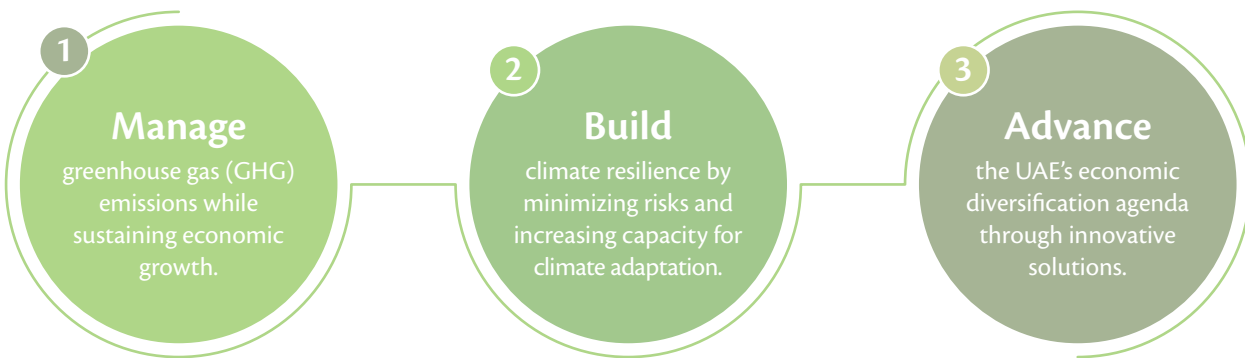 1
Manage
greenhouse gas (GHG)
emissions while
sustaining economic
growth.
2
Build
climate resilience by
minimizing risks and
increasing capacity for
climate adaptation.
3
Advance
the UAE's economic
diversification agenda
through innovative
solutions.